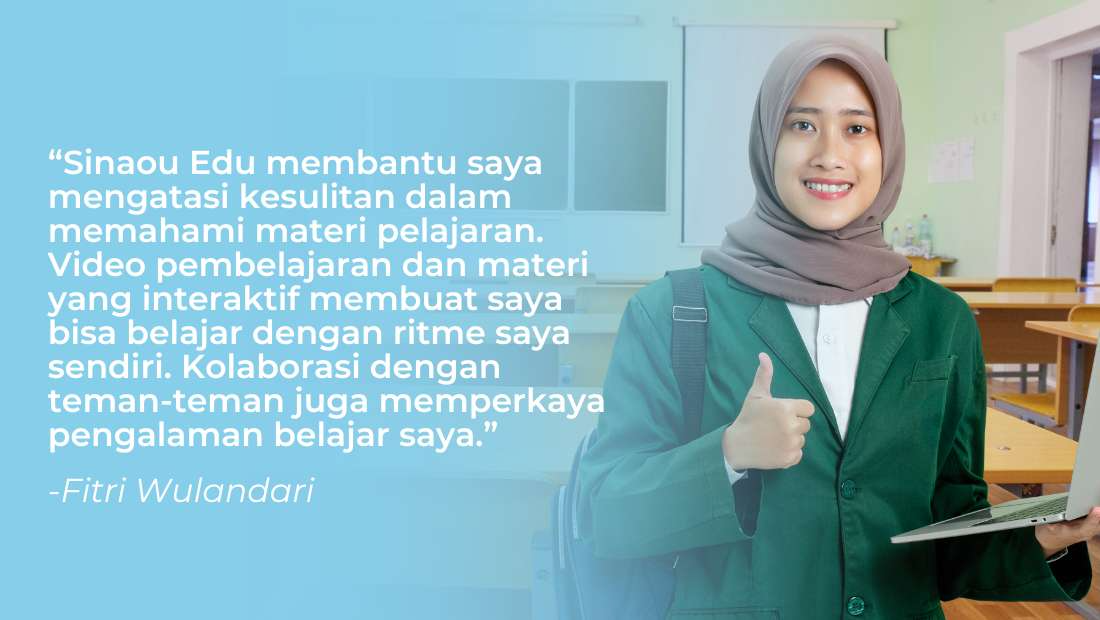 “Sinaou Edu membantu saya
mengatasi kesulitan dalam
memahami materi pelajaran.
Video pembelajaran dan materi
yang interaktif membuat saya
bisa belajar dengan ritme saya
sendiri. Kolaborasi dengan
teman-teman juga memperkaya
pengalaman belajar saya.”
-Fitri Wulandari